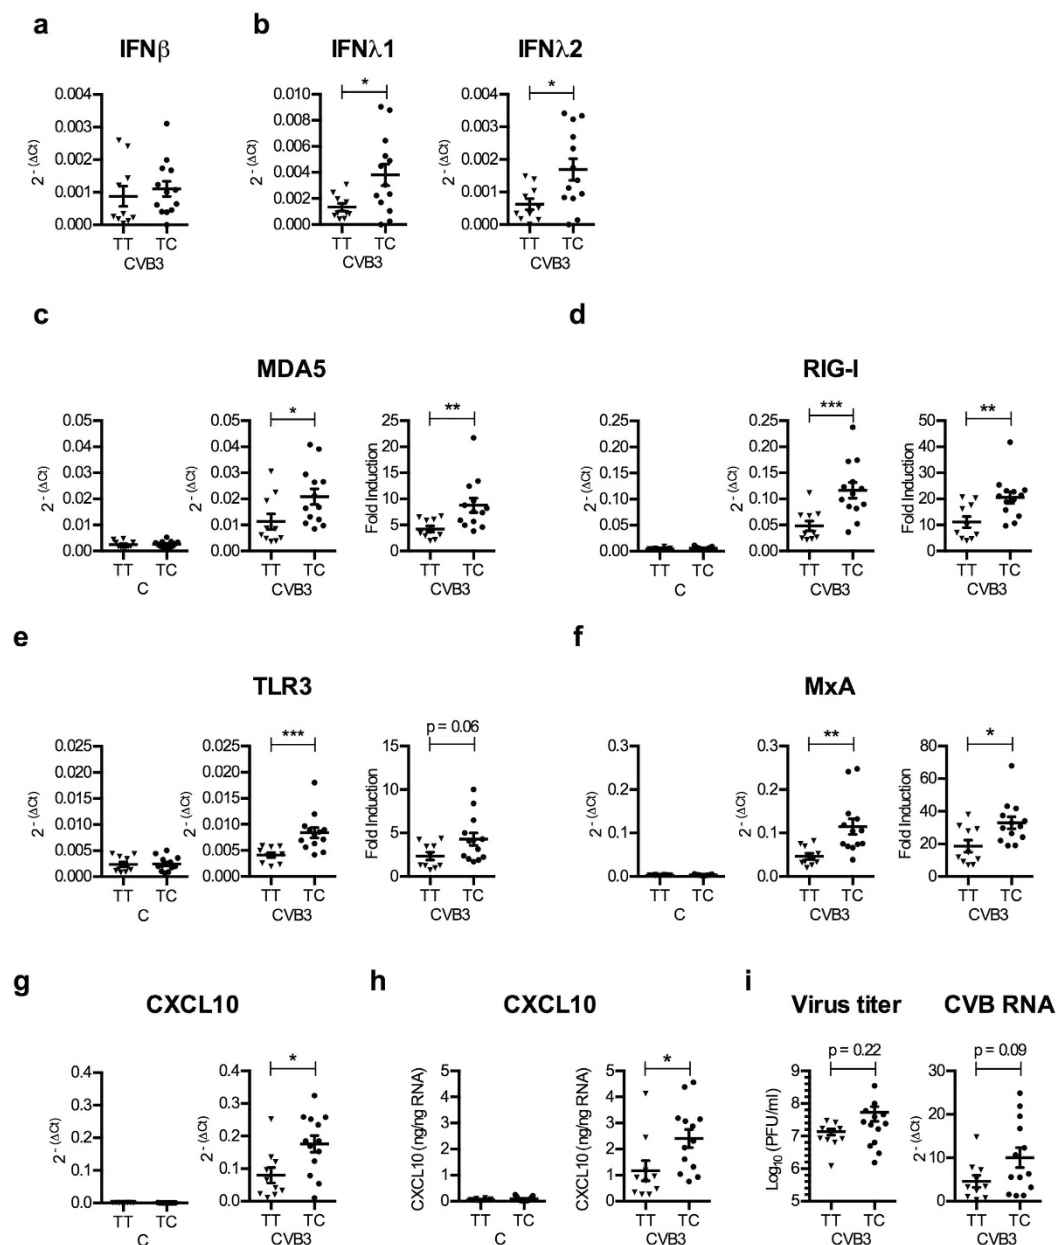 a b
IFNβ IFNλ1 IFNλ2
* *
0.004 0.010 0.004
0.003 0.008 0.003
0.006
0.002 0.002
0.004
0.001 0.002 0.001
0.000 0.000 0.000
2^-(ΔCt) 2^-(ΔCt) 2^-(ΔCt)
TT TC TT TC TT TC
CVB3 CVB3 CVB3
c d
MDA5 RIG-I
* ** *** **
0.05 0.05 25 0.25 0.25 50
0.04 0.04 20 0.20 0.20 40
0.03 0.03 15 0.15 0.15 30
0.02 0.02 10 0.10 0.10 20
0.01 0.01 5 0.05 0.05 10
0.00 0.00 0 0.00 0.00 0
2^-(ΔCt) 2^-(ΔCt) Fold Induction 2^-(ΔCt) 2^-(ΔCt) Fold Induction
TT TC TT TC TT TC TT TC TT TC TT TC
C CVB3 CVB3 C CVB3 CVB3
e f
TLR3 MxA
*** p = 0.06 ** *
0.025 0.025 15 0.3 0.3 80
0.020 0.020 60
10 0.2 0.2
0.015 0.015 40
0.010 0.010 5 0.1 0.1
0.005 0.005 20
0.000 0.000 0 0.0 0.0 0
2^-(ΔCt) 2^-(ΔCt) Fold Induction 2^-(ΔCt) 2^-(ΔCt) Fold Induction
TT TC TT TC TT TC TT TC TT TC TT TC
C CVB3 CVB3 C CVB3 CVB3
g h i
CXCL10 CXCL10 Virus titer CVB RNA
* * p = 0.22 p = 0.09
0.4 0.4 5 5 9 30
0.3 0.3 4 4 8
20
0.2 0.2 3 3 7
2 2 10
0.1 0.1 1 1 6
0.0 0.0 0 0 5 0
2^-(ΔCt) 2^-(ΔCt) CXCL10 (ng/ng RNA) CXCL10 (ng/ng RNA) Log10 (PFU/ml) 2^-(ΔCt)
TT TC TT TC TT TC TT TC TT TC TT TC
C CVB3 C CVB3 CVB3 CVB3